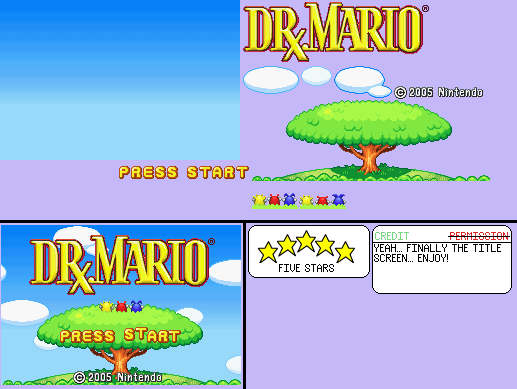 DR. MARIO®
© 2005 Nintendo
PRESS START
DR. MARIO®
PRESS START
© 2005 Nintendo
FIVE STARS
CREDIT PERMISSION
YEAH... FINALLY THE TITLE
SCREEN... ENJOY!